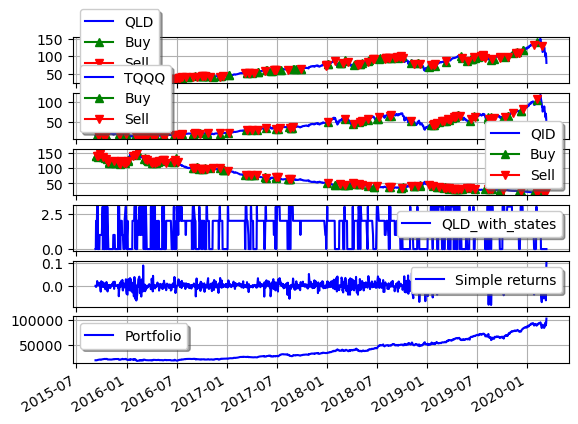 QLD
Buy
Sell
150
100
50
TQQQ
Buy
Sell
100
QID
Buy
Sell
150
100
50
2.5
0.0
QLD_with_states
0.1
0.0
Simple returns
100000
50000
Portfolio
2015-07
2016-01
2016-07
2017-01
2017-07
2018-01
2018-07
2019-01
2019-07
2020-01